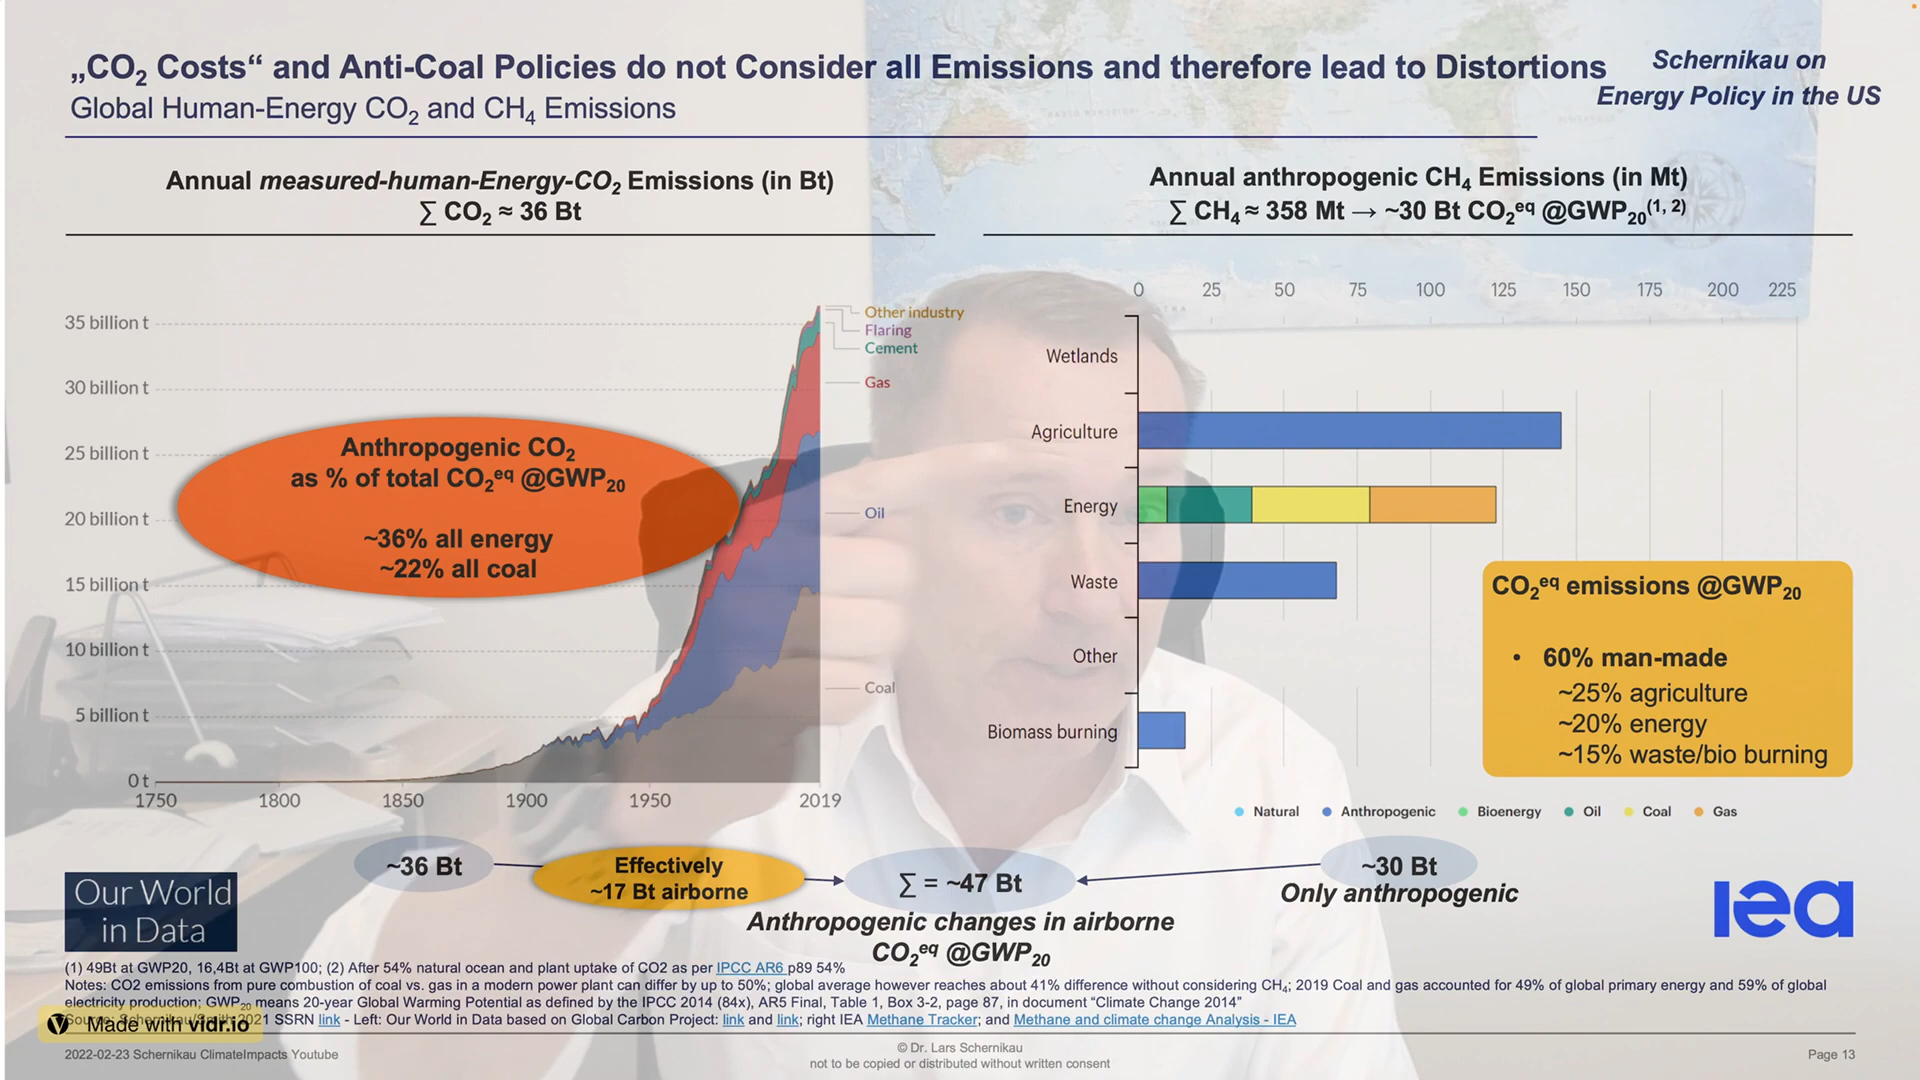 „CO2 Costs“ and Anti-Coal Policies do not Consider all Emissions and therefore lead to Distortions
Global Human-Energy CO2 and CH4 Emissions
Schernikau on
Energy Policy in the US
Annual measured-human-Energy-CO2 Emissions (in Bt)
∑ CO2 ≈ 36 Bt
35 billion t
30 billion t
25 billion t
20 billion t
15 billion t
10 billion t
5 billion t
0 t
1750 1800 1850 1900 1950 2019
Other industry
Flaring
Cement
Gas
Oil
Coal
Anthropogenic CO2
as % of total CO2eq @GWP20
~36% all energy
~22% all coal
Annual anthropogenic CH4 Emissions (in Mt)
∑ CH4 ≈ 358 Mt → ~30 Bt CO2eq @GWP20(1, 2)
0 25 50 75 100 125 150 175 200 225
Wetlands
Agriculture
Energy
Waste
Other
Biomass burning
CO2eq emissions @GWP20
• 60% man-made
~25% agriculture
~20% energy
~15% waste/bio burning
Natural Anthropogenic Bioenergy Oil Coal Gas
~36 Bt
Effectively
~17 Bt airborne
∑ = ~47 Bt
Anthropogenic changes in airborne
CO2eq @GWP20
~30 Bt
Only anthropogenic
Our World
in Data
iea
(1) 49Bt at GWP20, 16,4Bt at GWP100; (2) After 54% natural ocean and plant uptake of CO2 as per IPCC AR6 p89 54%
Notes: CO2 emissions from pure combustion of coal vs. gas in a modern power plant can differ by up to 50%; global average however reaches about 41% difference without considering CH4; 2019 Coal and gas accounted for 49% of global primary energy and 59% of global
electricity production; GWP20 means 20-year Global Warming Potential as defined by the IPCC 2014 (84x), AR5 Final, Table 1, Box 3-2, page 87, in document “Climate Change 2014”
Source: Schernikau/Smith 2021 SSRN link - Left: Our World in Data based on Global Carbon Project: link and link; right IEA Methane Tracker; and Methane and climate change Analysis - IEA
Made with vidr.io
2022-02-23 Schernikau ClimateImpacts Youtube
© Dr. Lars Schernikau
not to be copied or distributed without written consent
Page 13